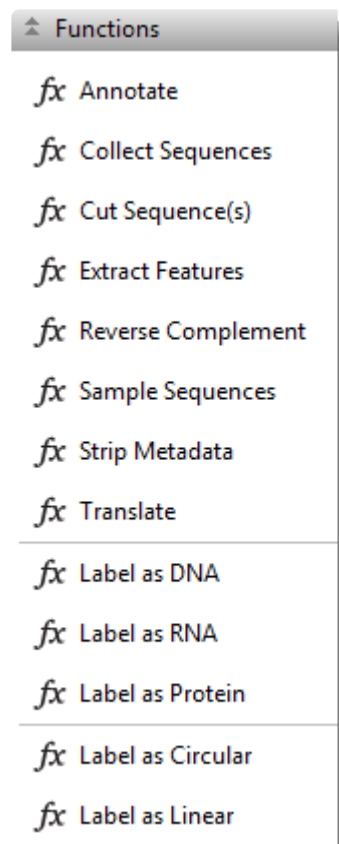 Functions
fx Annotate
fx Collect Sequences
fx Cut Sequence(s)
fx Extract Features
fx Reverse Complement
fx Sample Sequences
fx Strip Metadata
fx Translate
fx Label as DNA
fx Label as RNA
fx Label as Protein
fx Label as Circular
fx Label as Linear